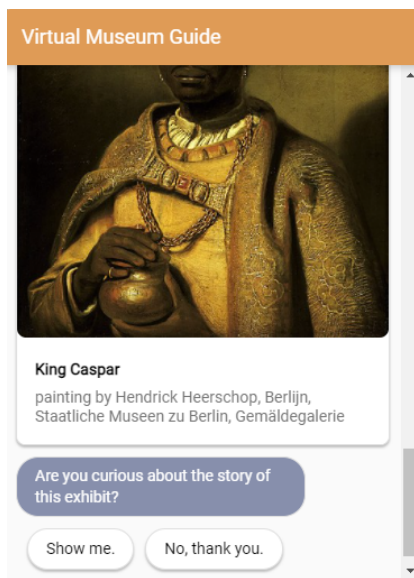 Virtual Museum Guide
King Caspar
painting by Hendrick Heerschop, Berlijn,
Staatliche Museen zu Berlin, Gemäldegalerie
Are you curious about the story of
this exhibit?
Show me.
No, thank you.